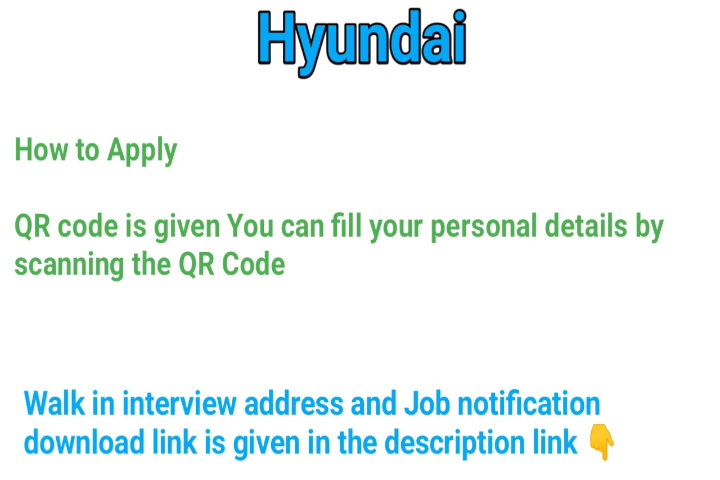 Hyundai
How to Apply
QR code is given You can fill your personal details by
scanning the QR Code
Walk in interview address and Job notification
download link is given in the description link 👇